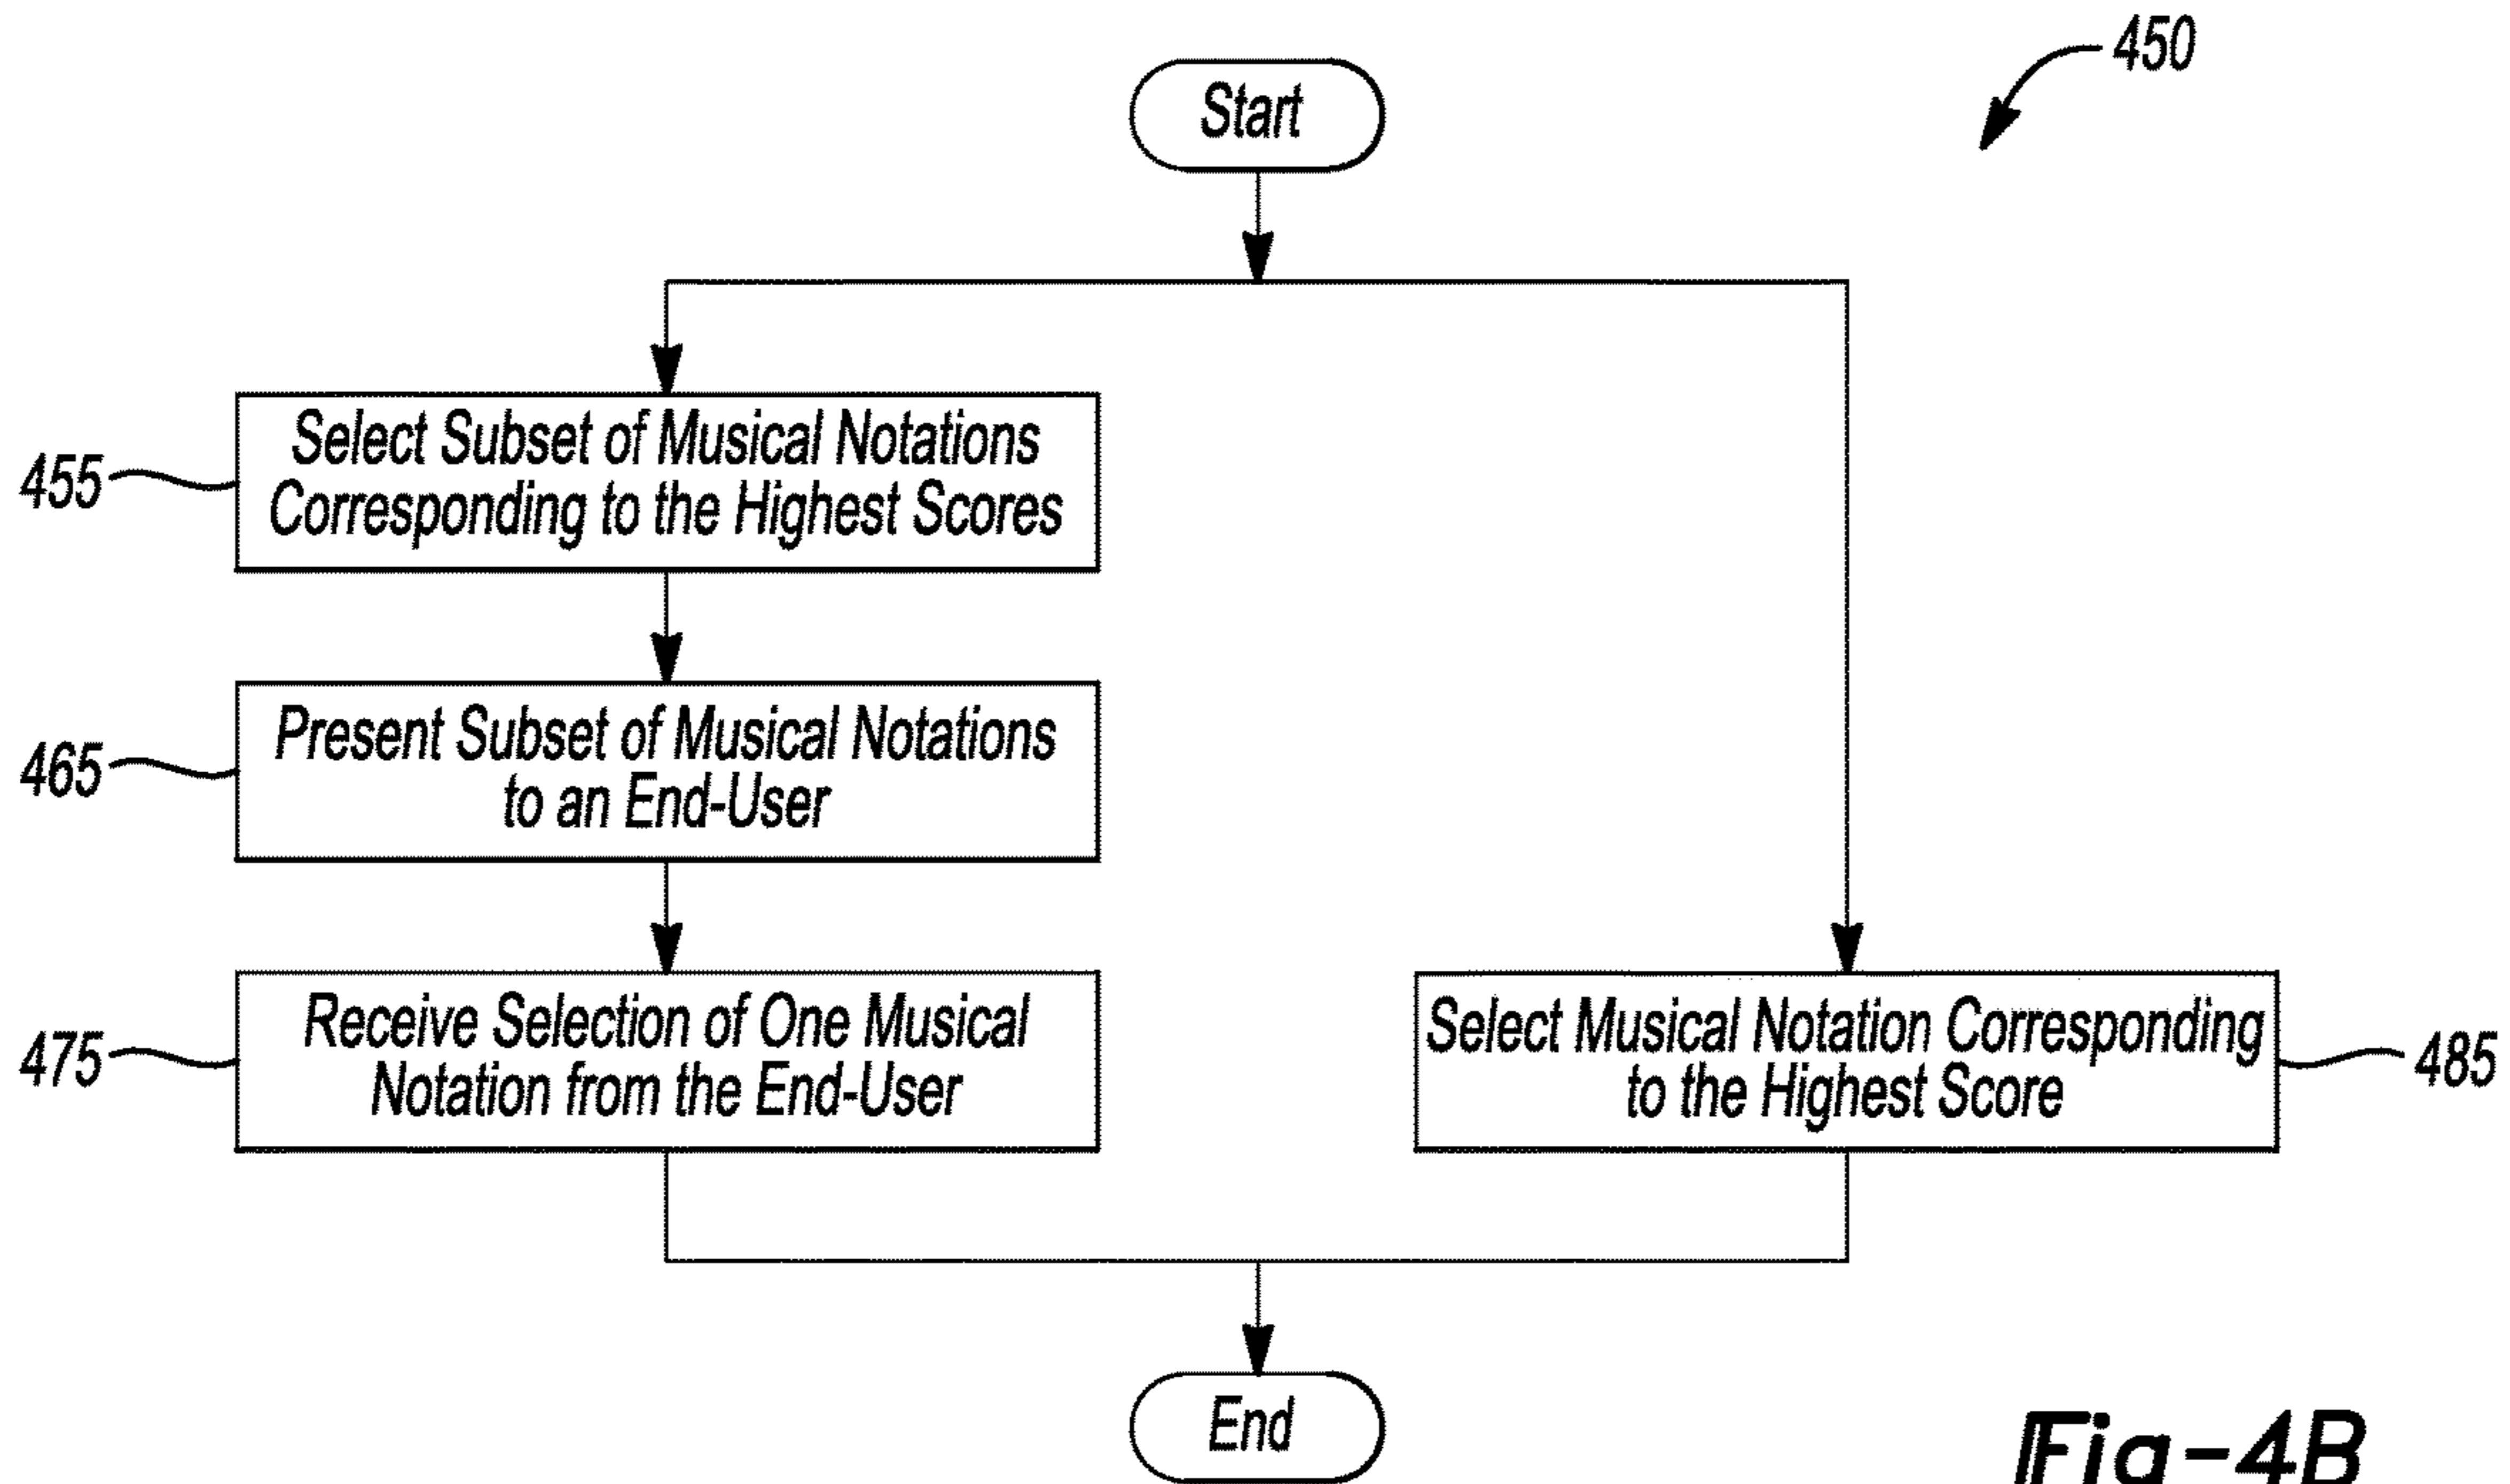 450
Start
455
Select Subset of Musical Notations
Corresponding to the Highest Scores
465
Present Subset of Musical Notations
to an End-User
475
Receive Selection of One Musical
Notation from the End-User
Select Musical Notation Corresponding
to the Highest Score
485
End
Fig-4B